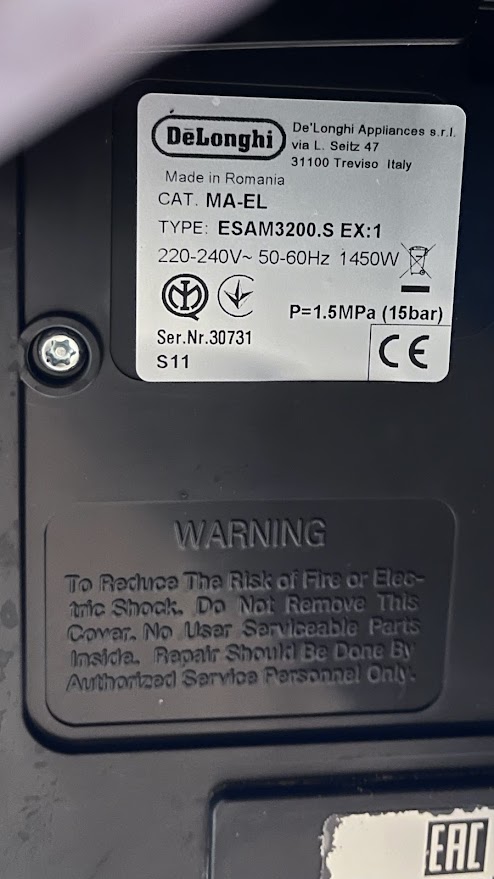 DēLonghi
De'Longhi Appliances s.r.l.
via L. Seitz 47
31100 Treviso Italy
Made in Romania
CAT. MA-EL
TYPE: ESAM3200.S EX:1
220-240V~ 50-60Hz 1450W
P=1.5MPa (15bar)
Ser.Nr.30731
S11
CE
WARNING
To Reduce The Risk of Fire or Elec-
tric Shock. Do Not Remove This
Cover. No User Serviceable Parts
Inside. Repair Should Be Done By
Authorized Service Personnel Only.
EAC